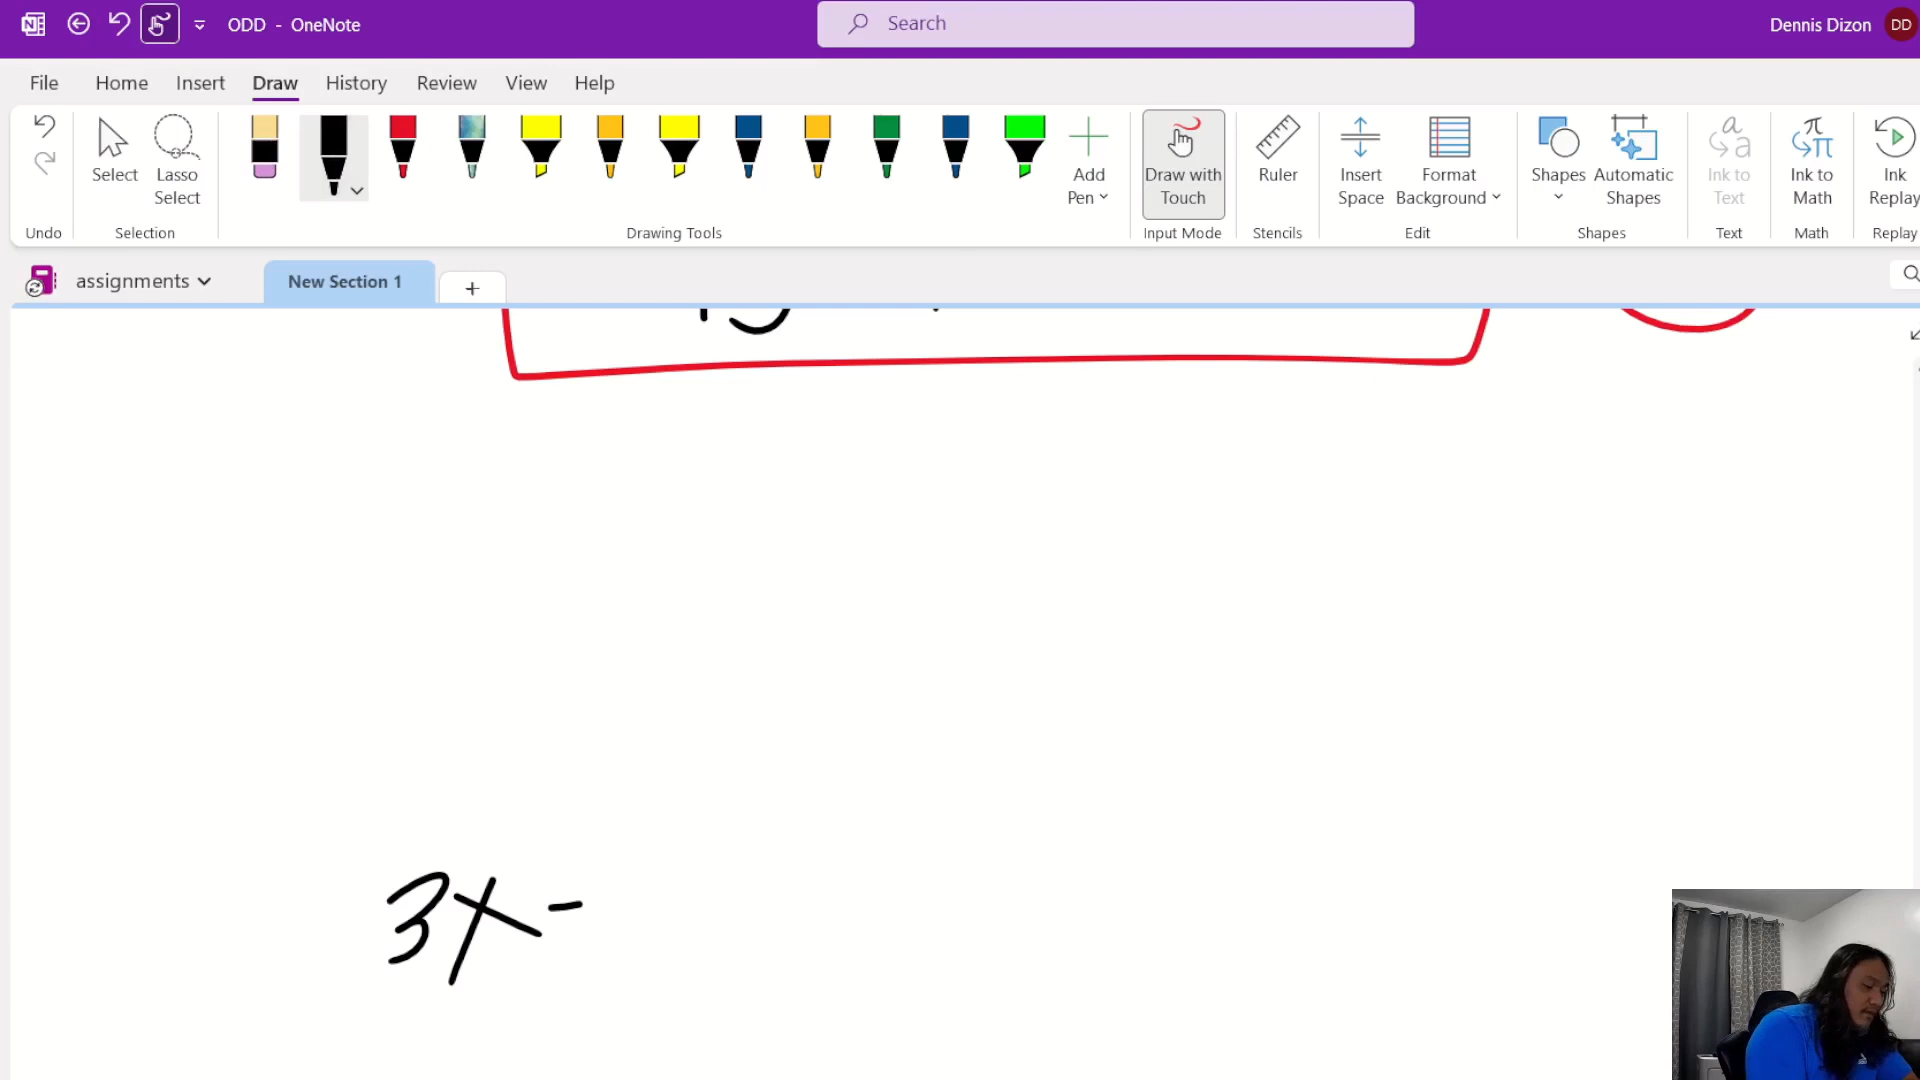 ODD - OneNote
Search
Dennis Dizon
DD
File Home Insert Draw History Review View Help
Select
Lasso Select
Add Pen
Draw with Touch
Ruler
Insert Space
Format Background
Shapes
Automatic Shapes
Ink to Text
Ink to Math
Ink Replay
Undo
Selection
Drawing Tools
Input Mode
Stencils
Edit
Shapes
Text
Math
Replay
assignments
New Section 1
+
3x -